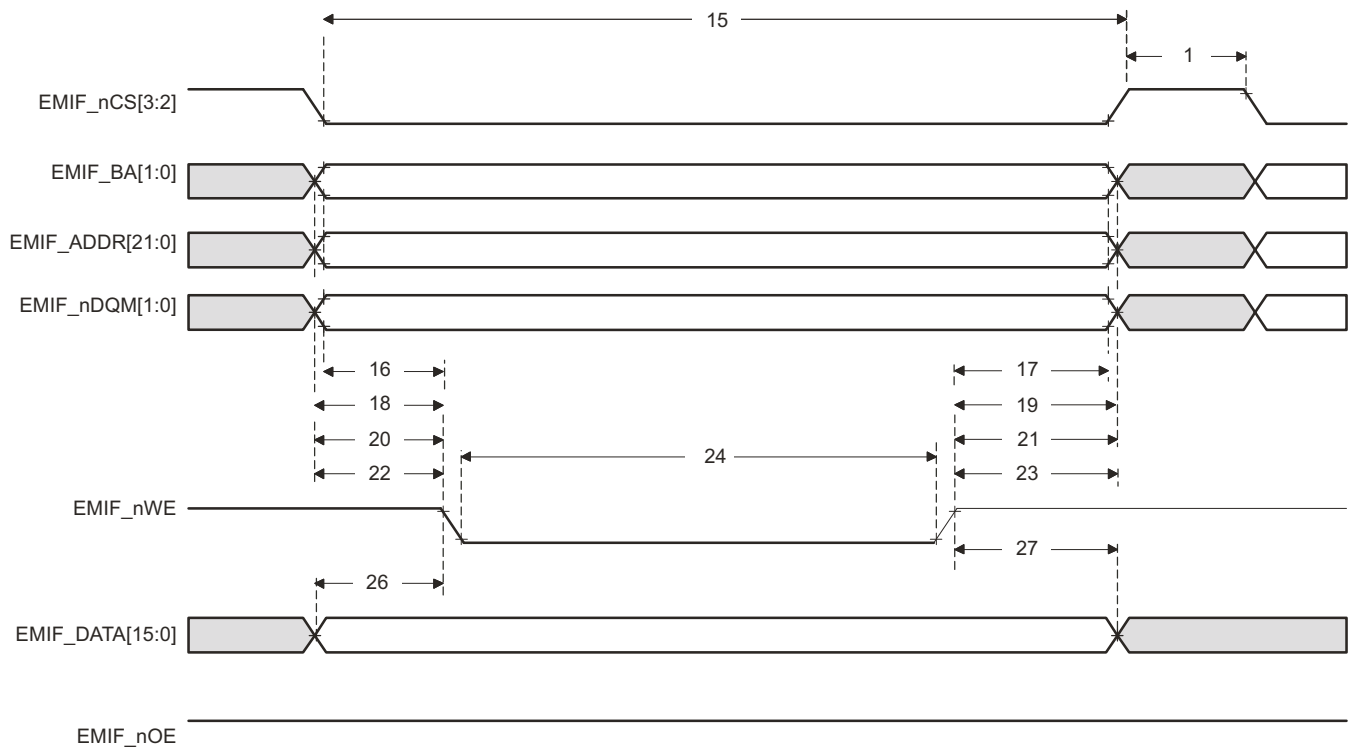 15
1
EMIF_nCS[3:2]
EMIF_BA[1:0]
EMIF_ADDR[21:0]
EMIF_nDQM[1:0]
16
17
18
19
20
21
24
22
23
EMIF_nWE
27
26
EMIF_DATA[15:0]
EMIF_nOE